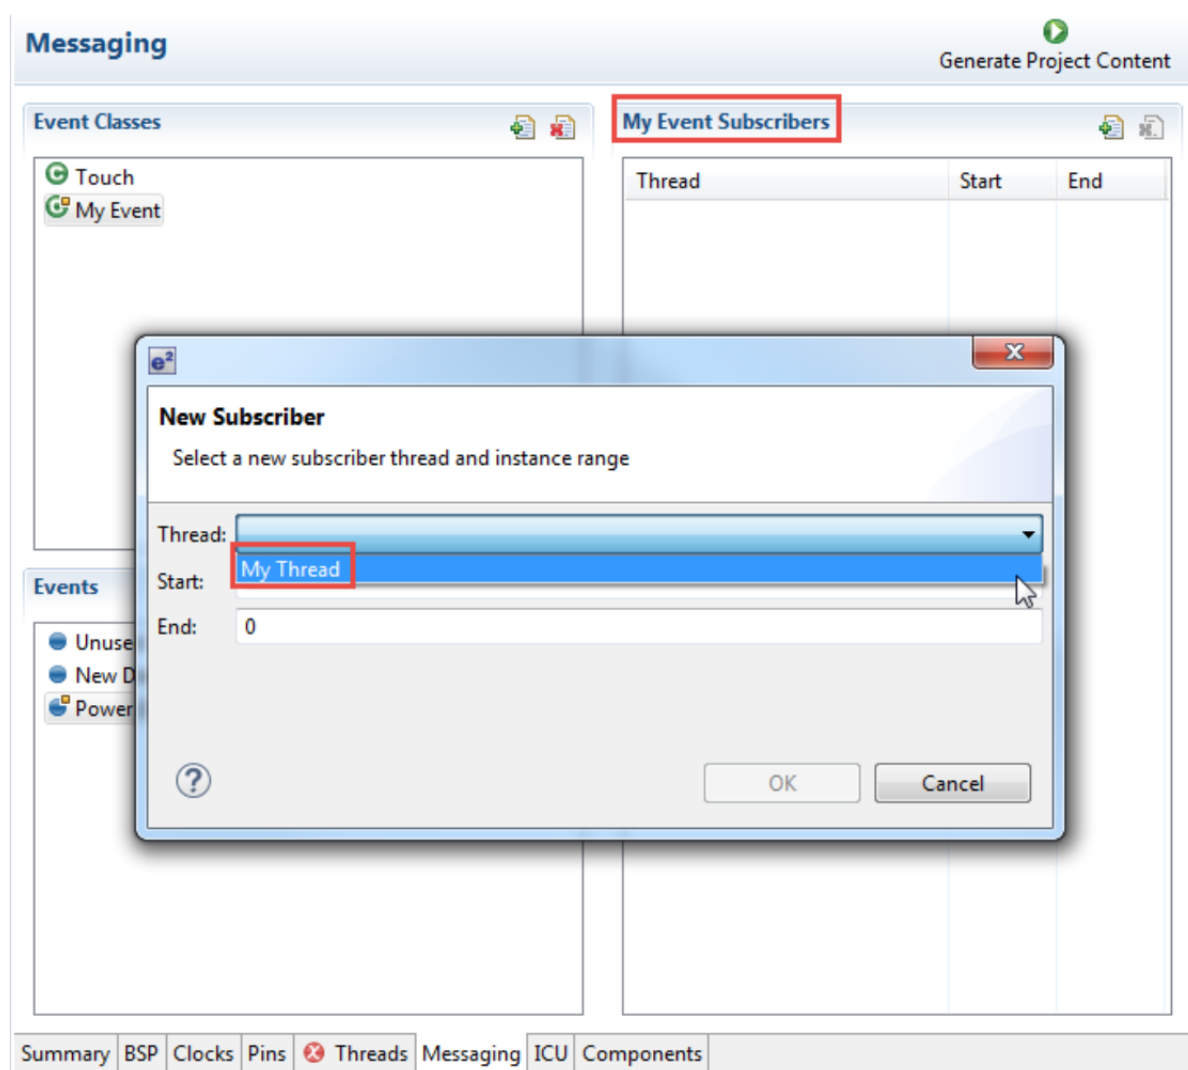 Messaging
Generate Project Content
Event Classes
My Event Subscribers
Touch
My Event
Thread Start End
e²
New Subscriber
Select a new subscriber thread and instance range
Thread:
My Thread
Start:
End: 0
Events
Unuse
New D
Power
?
OK Cancel
Summary BSP Clocks Pins Threads Messaging ICU Components